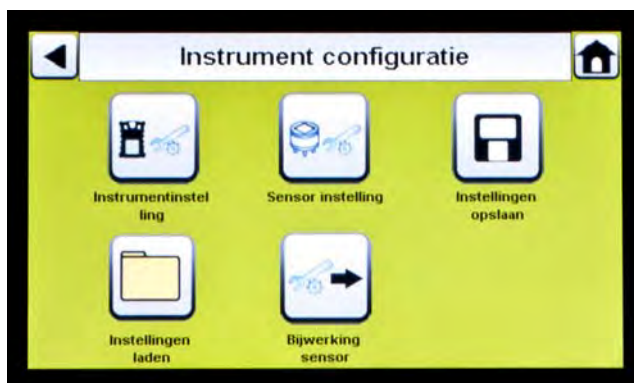 Instrument configuratie
Instrumentinstel
ling
Sensor instelling
Instellingen
opslaan
Instellingen
laden
Bijwerking
sensor